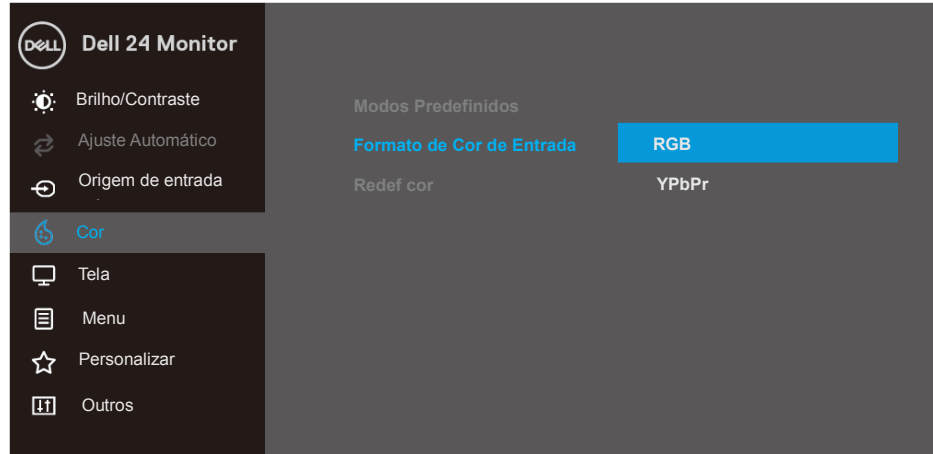 DELL
Dell 24 Monitor
Brilho/Contraste
Ajuste Automático
Origem de entrada
Cor
Tela
Menu
Personalizar
Outros
Modos Predefinidos
Formato de Cor de Entrada
RGB
Redef cor
YPbPr